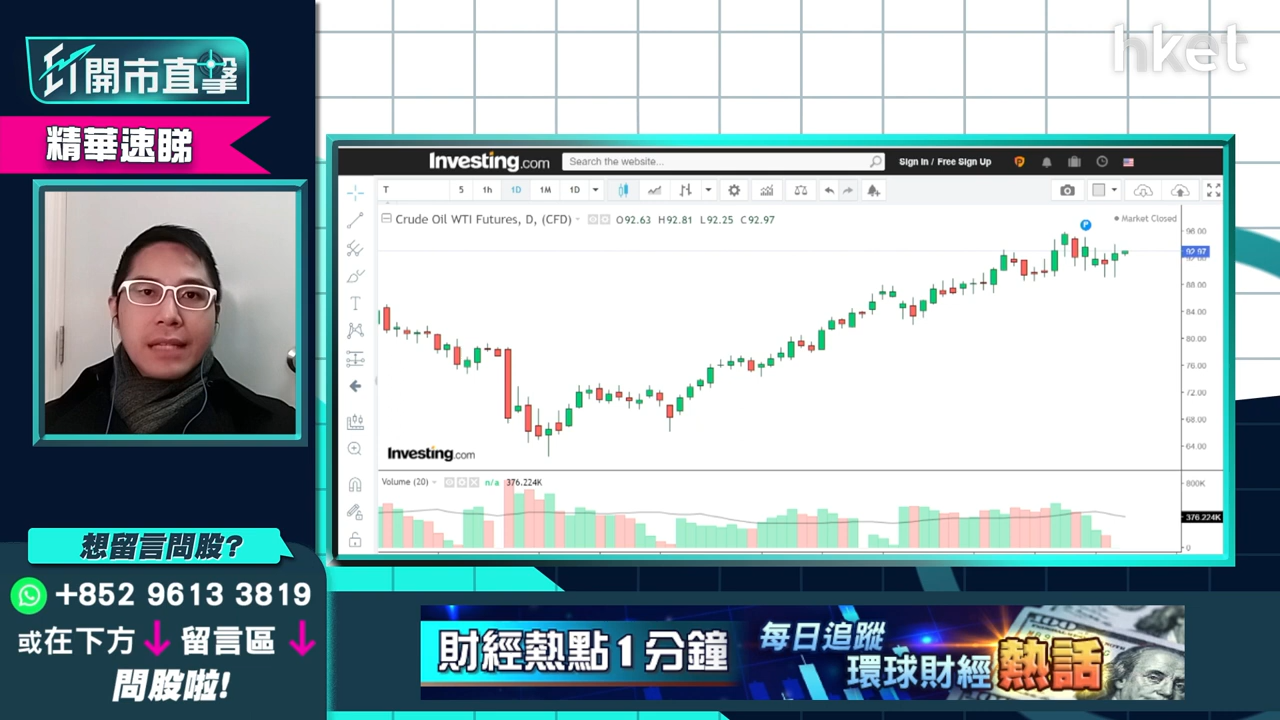 ET開市直擊
精華速睇
hket
Investing.com
Search the website...
Sign In / Free Sign Up
T
5
1h
1D
1M
1D
Crude Oil WTI Futures, D, (CFD)
O92.63 H92.81 L92.25 C92.97
Market Closed
P
96.00
92.97
92.00
88.00
84.00
80.00
76.00
72.00
68.00
64.00
Investing.com
Volume (20)
n/a
376.224K
800K
376.224K
0
想留言問股?
+852 9613 3819
或在下方↓留言區↓
問股啦!
財經熱點1分鐘
每日追蹤
環球財經熱話